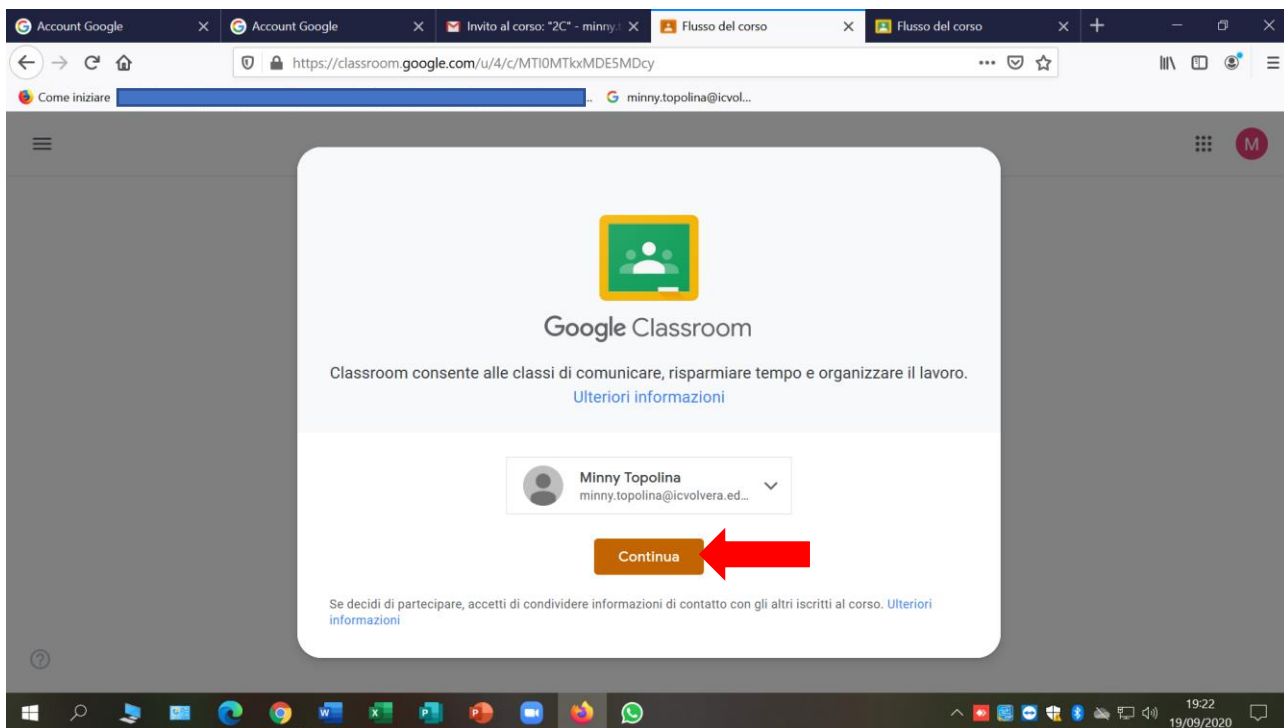 Account Google
Account Google
Invito al corso: "2C" - minny.t
Flusso del corso
Flusso del corso
https://classroom.google.com/u/4/c/MTI0MTkxMDE5MDcy
Come iniziare
minny.topolina@icvol...
M
Google Classroom
Classroom consente alle classi di comunicare, risparmiare tempo e organizzare il lavoro.
Ulteriori informazioni
Minny Topolina
minny.topolina@icvolvera.ed...
Continua
Se decidi di partecipare, accetti di condividere informazioni di contatto con gli altri iscritti al corso. Ulteriori
informazioni
19:22
19/09/2020